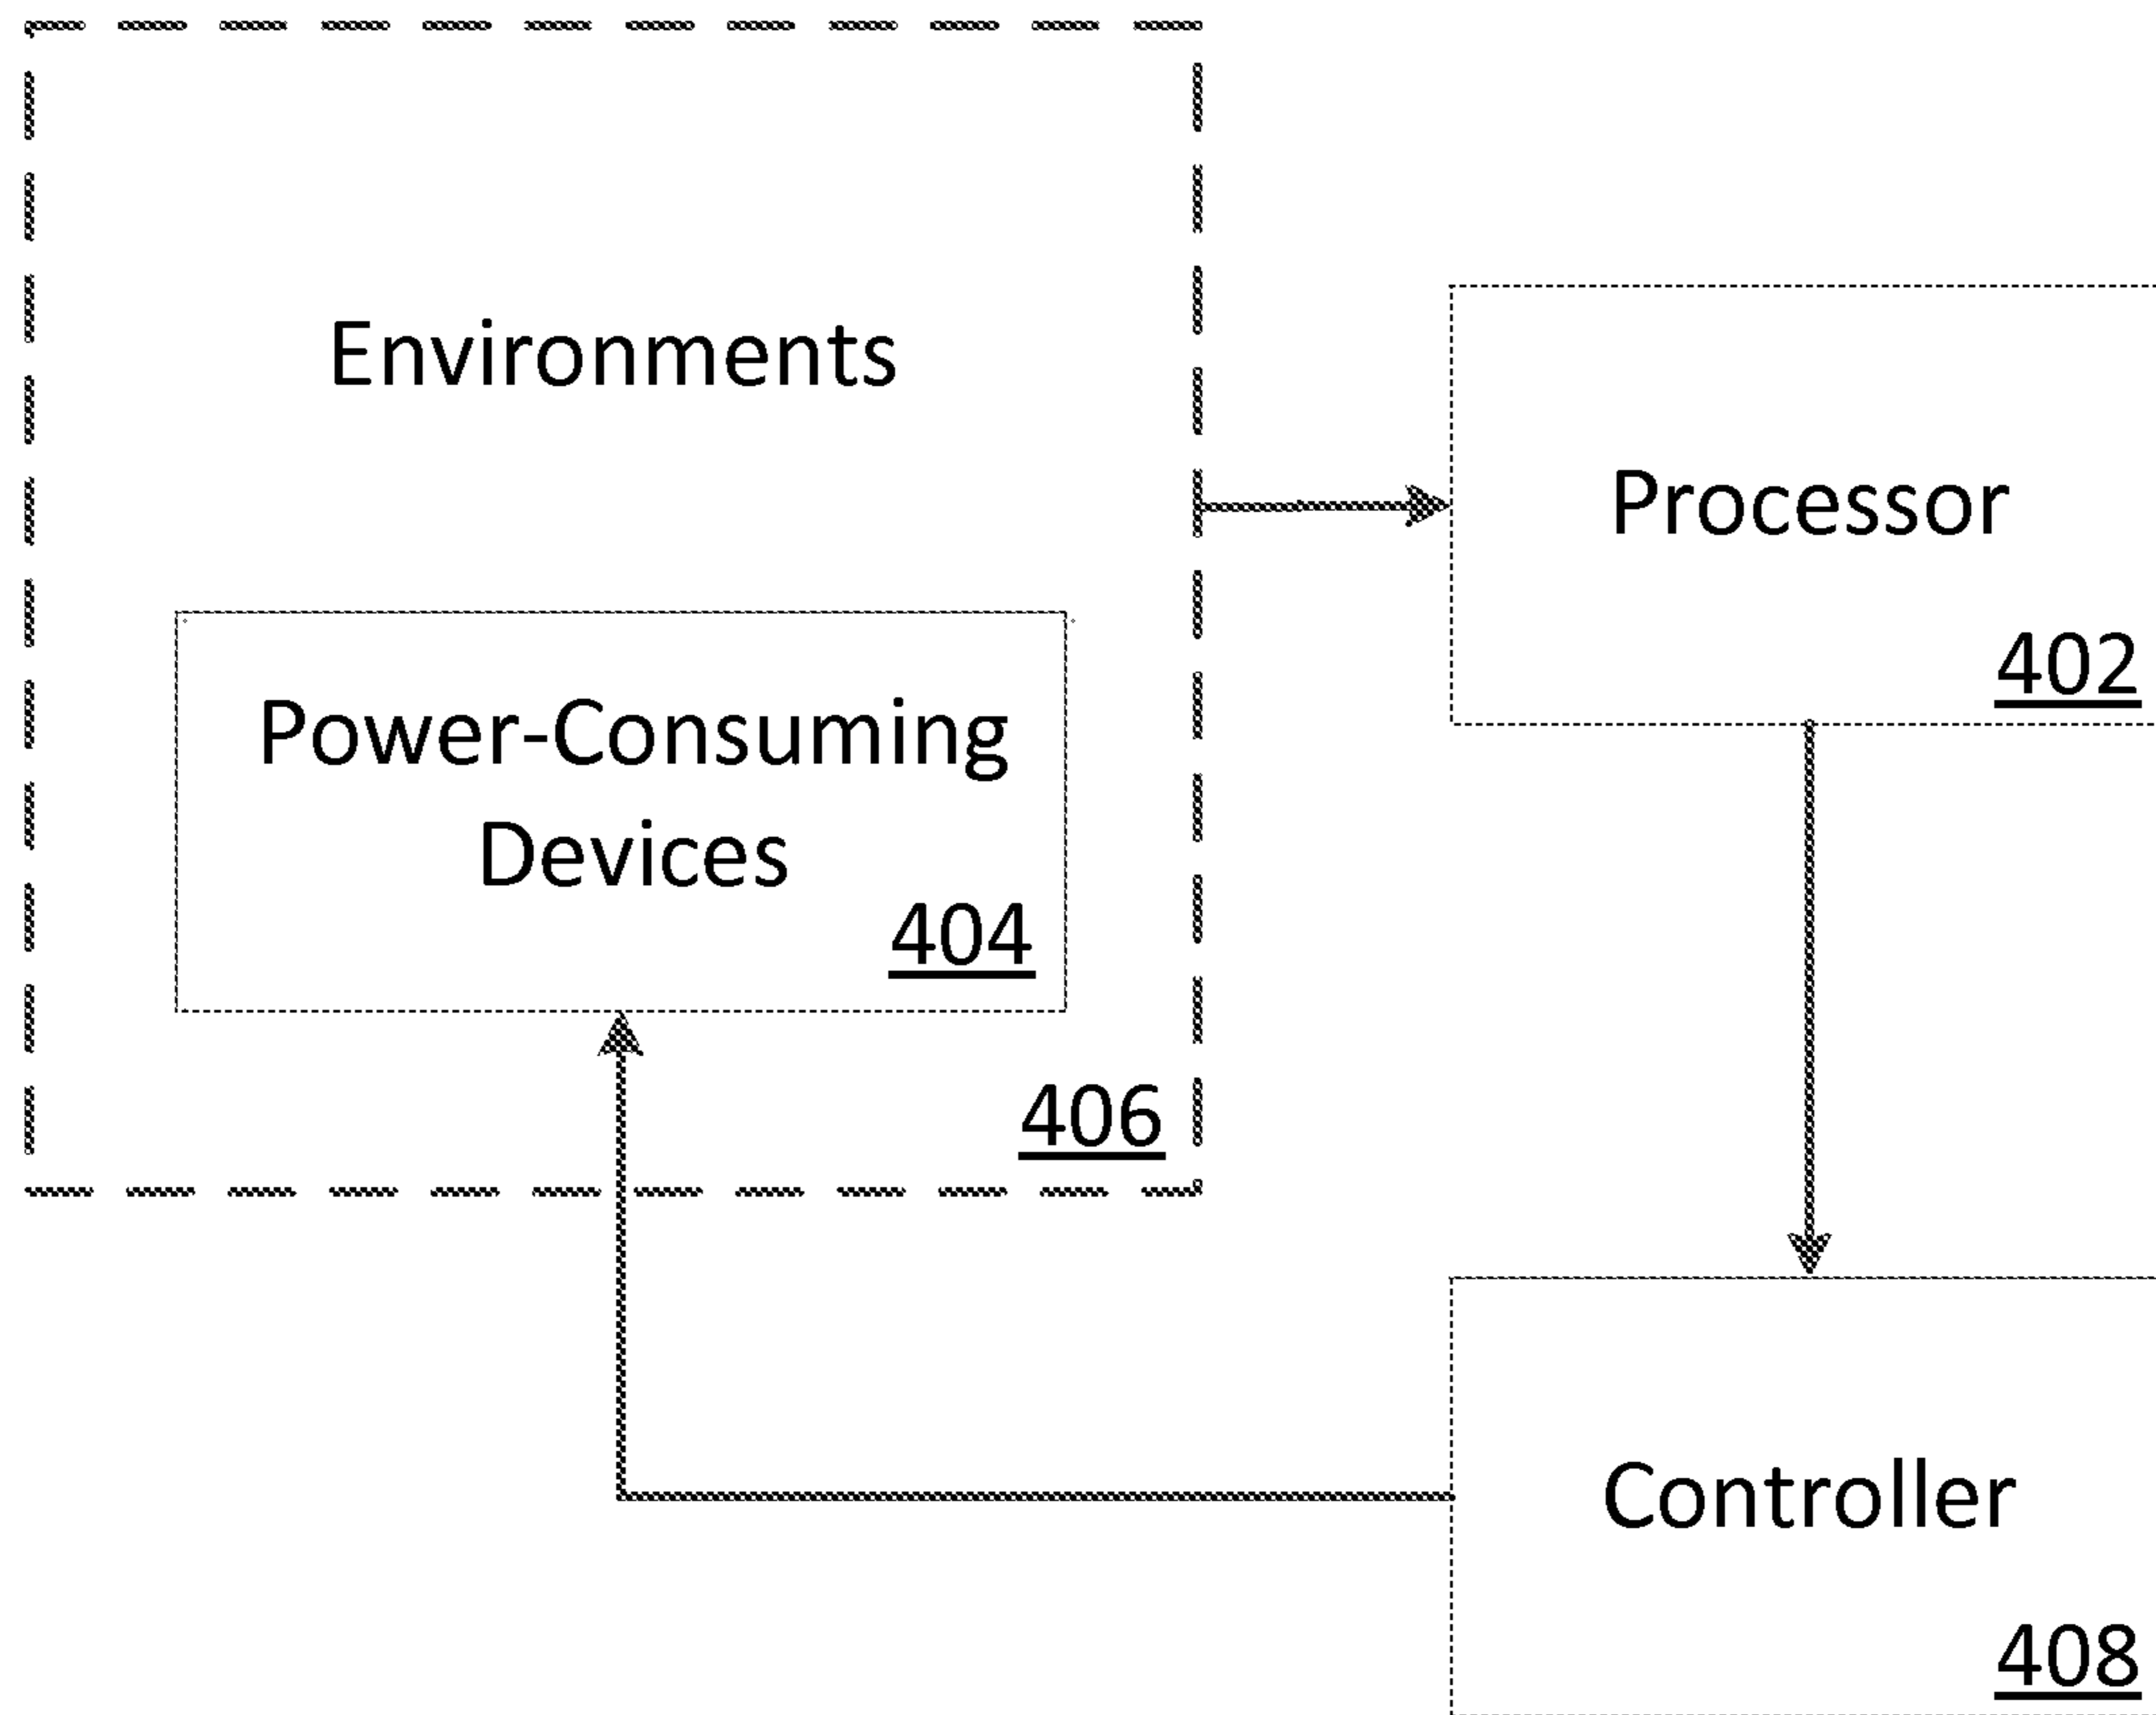 Environments
Power-Consuming
Devices
404
406
Processor
402
Controller
408